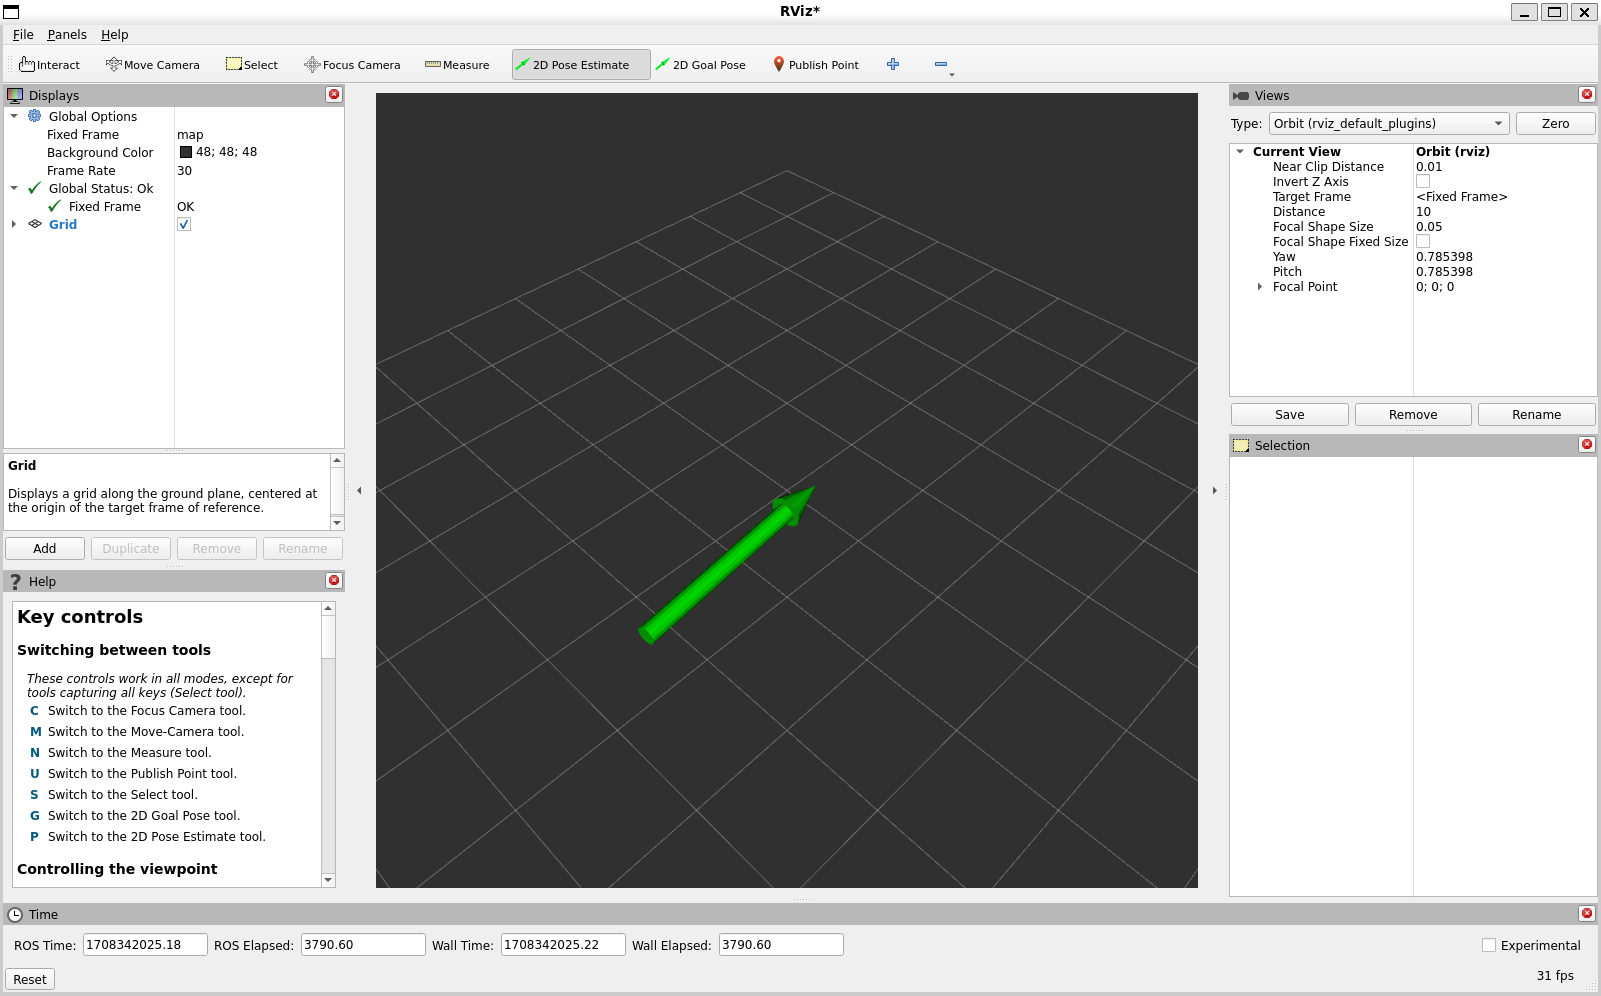 RViz*
File Panels Help
Interact Move Camera Select Focus Camera Measure 2D Pose Estimate 2D Goal Pose Publish Point
Displays
Global Options
Fixed Frame map
Background Color 48; 48; 48
Frame Rate 30
Global Status: Ok
Fixed Frame OK
Grid
Grid
Displays a grid along the ground plane, centered at
the origin of the target frame of reference.
Add Duplicate Remove Rename
Help
Key controls
Switching between tools
These controls work in all modes, except for
tools capturing all keys (Select tool).
C Switch to the Focus Camera tool.
M Switch to the Move-Camera tool.
N Switch to the Measure tool.
U Switch to the Publish Point tool.
S Switch to the Select tool.
G Switch to the 2D Goal Pose tool.
P Switch to the 2D Pose Estimate tool.
Controlling the viewpoint
Views
Type: Orbit (rviz_default_plugins) Zero
Current View Orbit (rviz)
Near Clip Distance 0.01
Invert Z Axis
Target Frame <Fixed Frame>
Distance 10
Focal Shape Size 0.05
Focal Shape Fixed Size
Yaw 0.785398
Pitch 0.785398
Focal Point 0; 0; 0
Save Remove Rename
Selection
Time
ROS Time: 1708342025.18 ROS Elapsed: 3790.60 Wall Time: 1708342025.22 Wall Elapsed: 3790.60 Experimental
Reset 31 fps